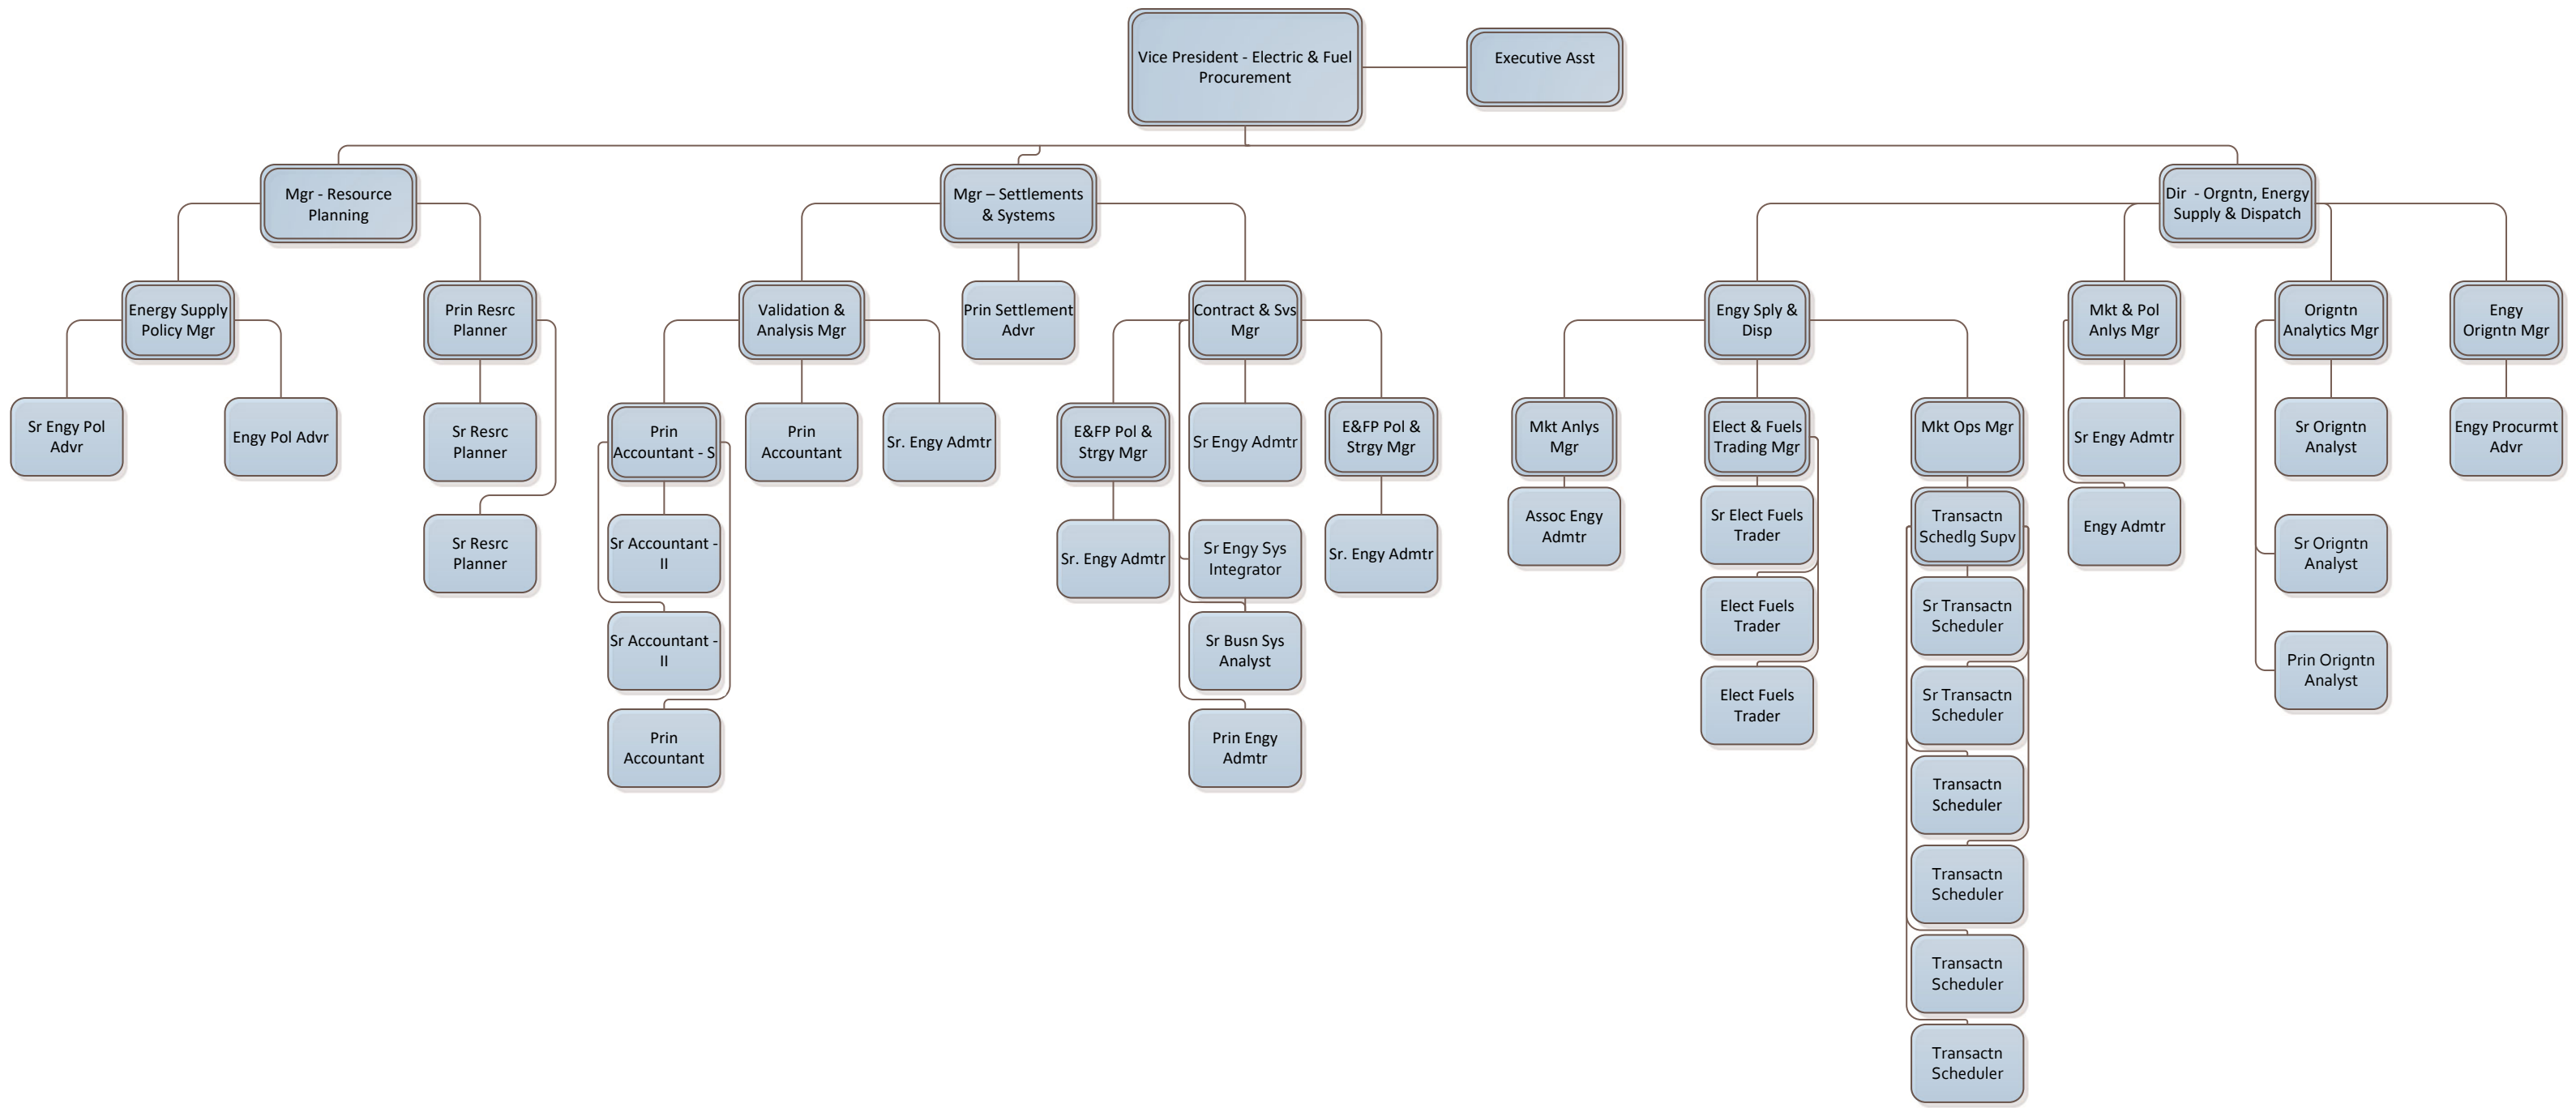 Vice President - Electric & Fuel
Procurement
Executive Asst
Mgr - Resource
Planning
Mgr – Settlements
& Systems
Dir - Orgntn, Energy
Supply & Dispatch
Energy Supply
Policy Mgr
Prin Resrc
Planner
Validation &
Analysis Mgr
Prin Settlement
Advr
Contract & Svs
Mgr
Engy Sply &
Disp
Mkt & Pol
Anlys Mgr
Origntn
Analytics Mgr
Engy
Origntn Mgr
Sr Engy Pol
Advr
Engy Pol Advr
Sr Resrc
Planner
Prin
Accountant - S
Prin
Accountant
Sr. Engy Admtr
E&FP Pol &
Strgy Mgr
Sr Engy Admtr
E&FP Pol &
Strgy Mgr
Mkt Anlys
Mgr
Elect & Fuels
Trading Mgr
Mkt Ops Mgr
Sr Engy Admtr
Sr Origntn
Analyst
Engy Procurmt
Advr
Sr Resrc
Planner
Sr Accountant -
II
Sr. Engy Admtr
Sr Engy Sys
Integrator
Sr. Engy Admtr
Assoc Engy
Admtr
Sr Elect Fuels
Trader
Transactn
Schedlg Supv
Engy Admtr
Sr Origntn
Analyst
Sr Accountant -
II
Sr Busn Sys
Analyst
Elect Fuels
Trader
Sr Transactn
Scheduler
Prin Origntn
Analyst
Prin
Accountant
Prin Engy
Admtr
Elect Fuels
Trader
Sr Transactn
Scheduler
Transactn
Scheduler
Transactn
Scheduler
Transactn
Scheduler
Transactn
Scheduler